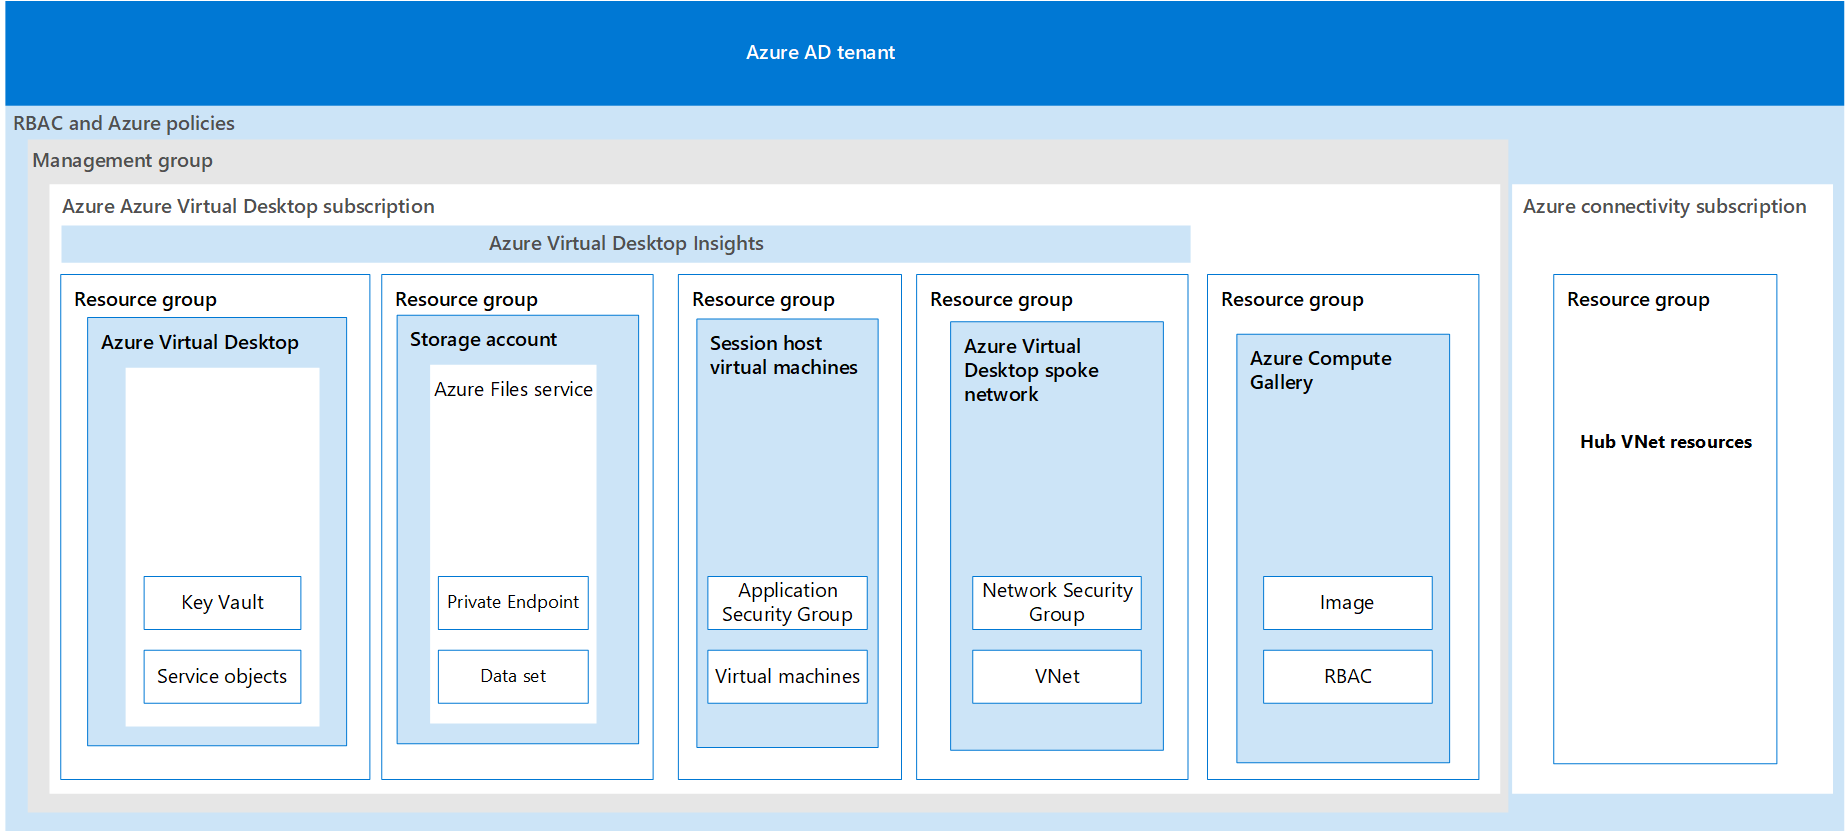 Azure AD tenant
RBAC and Azure policies
Management group
Azure Azure Virtual Desktop subscription
Azure Virtual Desktop Insights
Resource group
Azure Virtual Desktop
Key Vault
Service objects
Resource group
Storage account
Azure Files service
Private Endpoint
Data set
Resource group
Session host
virtual machines
Application
Security Group
Virtual machines
Resource group
Azure Virtual
Desktop spoke
network
Network Security
Group
VNet
Resource group
Azure Compute
Gallery
Image
RBAC
Azure connectivity subscription
Resource group
Hub VNet resources